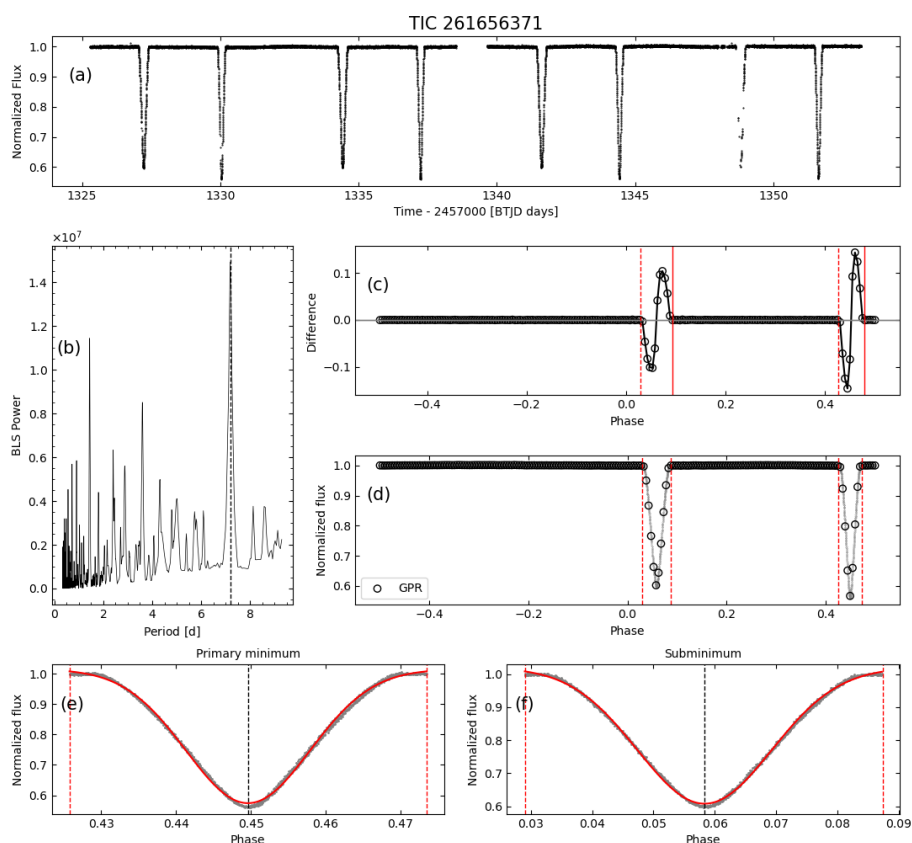 TIC 261656371
1.0
0.9
0.8
0.7
0.6
Normalized Flux
(a)
1325 1330 1335 1340 1345 1350
Time - 2457000 [BTJD days]
×10⁷
1.4
1.2
1.0
0.8
0.6
0.4
0.2
0.0
BLS Power
(b)
0 2 4 6 8
Period [d]
0.1
0.0
−0.1
Difference
(c)
−0.4 −0.2 0.0 0.2 0.4
Phase
1.0
0.9
0.8
0.7
0.6
Normalized flux
(d)
GPR
−0.4 −0.2 0.0 0.2 0.4
Phase
Primary minimum
1.0
0.9
0.8
0.7
0.6
Normalized flux
(e)
0.43 0.44 0.45 0.46 0.47
Phase
Subminimum
1.0
0.9
0.8
0.7
0.6
Normalized flux
(f)
0.03 0.04 0.05 0.06 0.07 0.08 0.09
Phase